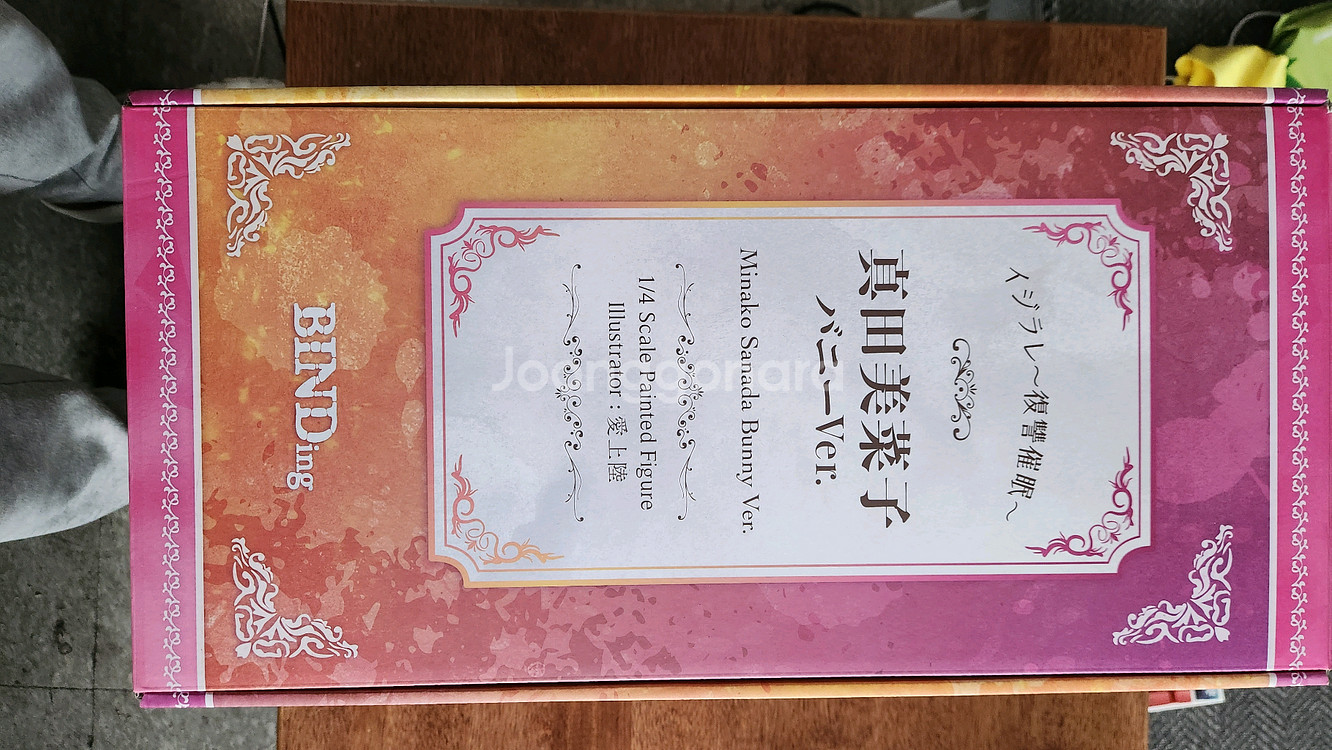 イジラレ～復讐催眠～
真田美菜子
バニーVer.
Minako Sanada Bunny Ver.
1/4 Scale Painted Figure
Illustrator : 愛上陸
BINDing
Joonggonara